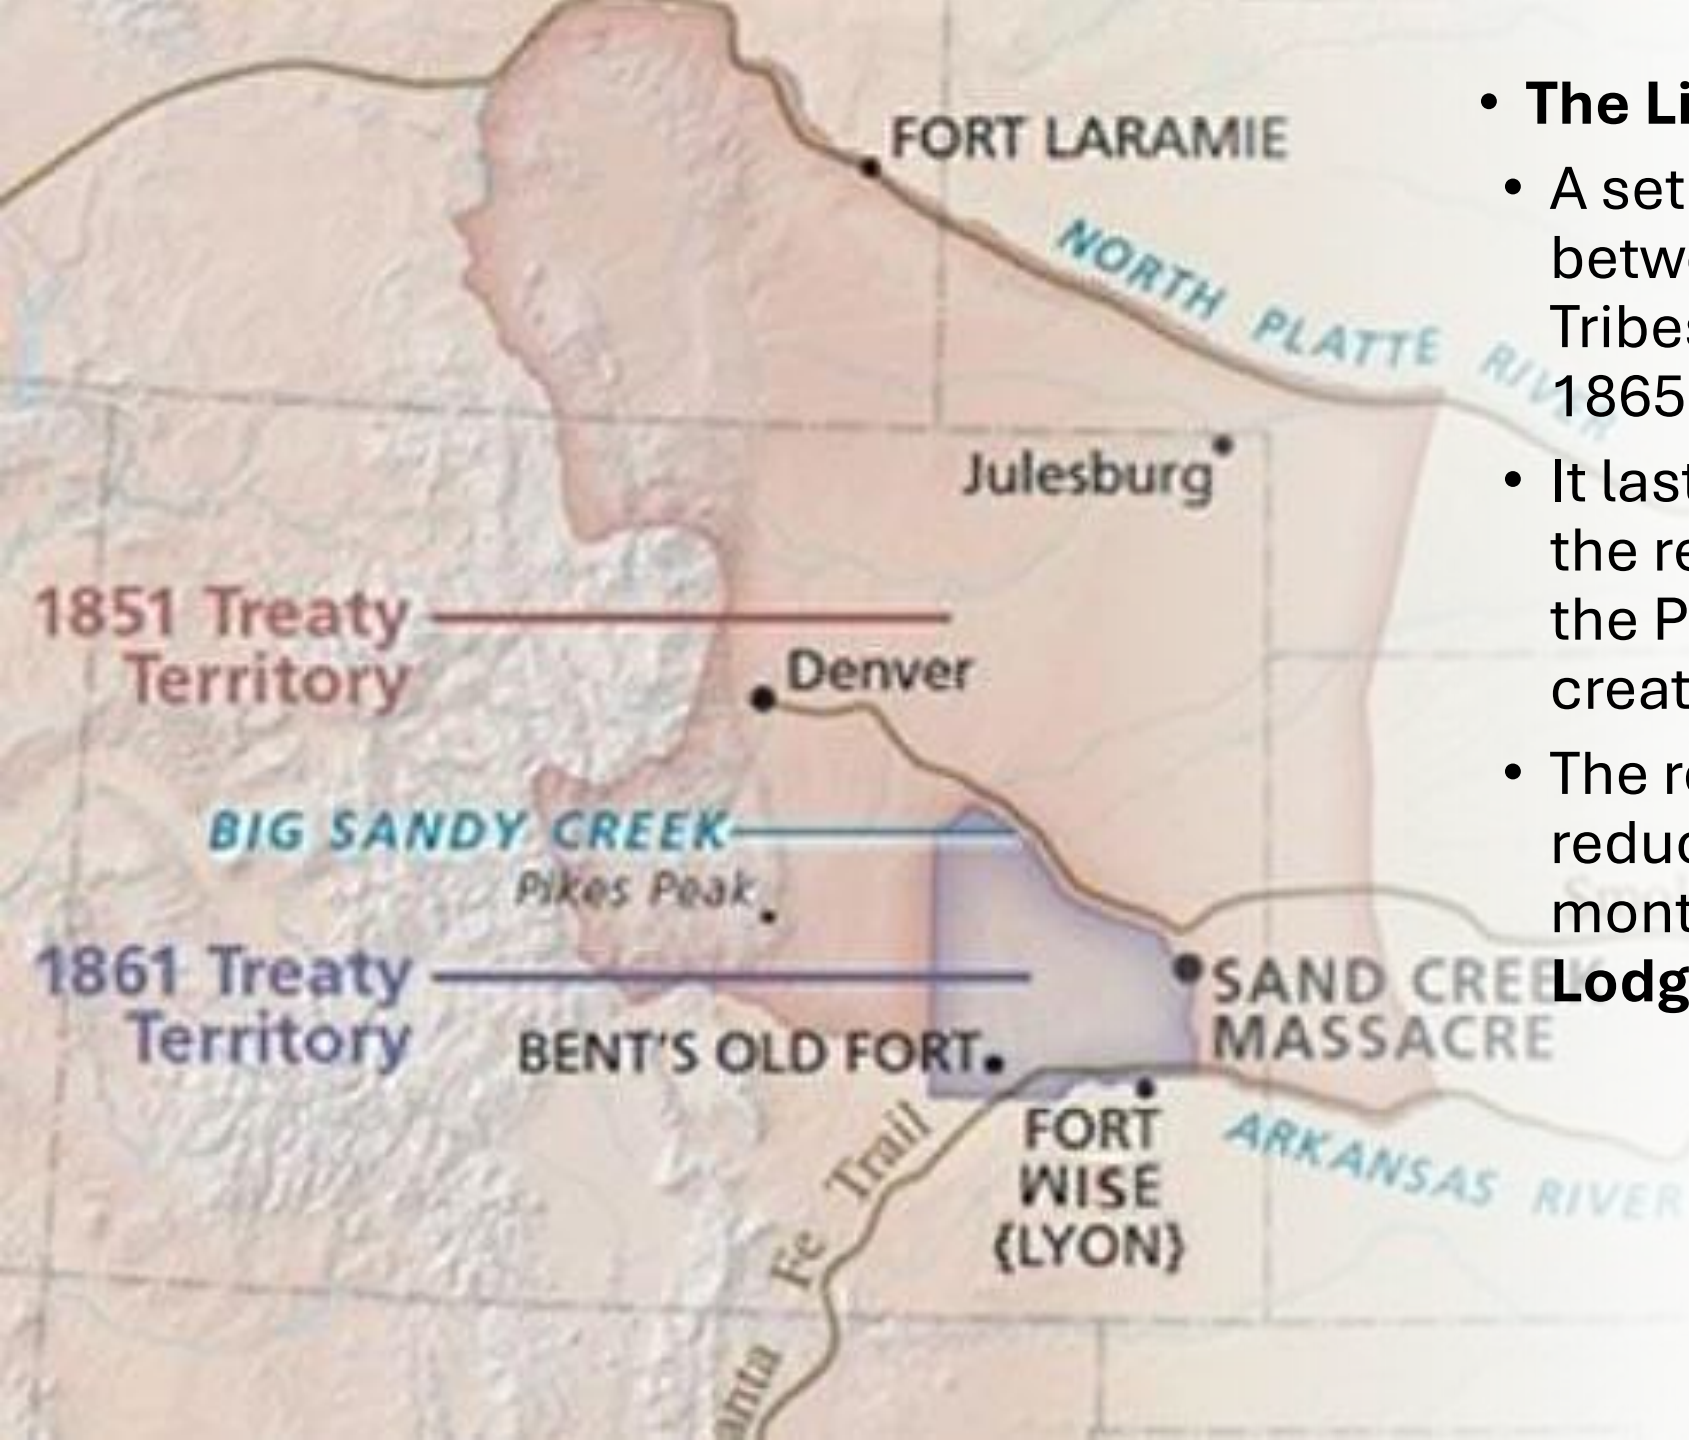 FORT LARAMIE
NORTH PLATTE RIVER
Julesburg
1851 Treaty
Territory
Denver
BIG SANDY CREEK
Pikes Peak
1861 Treaty
Territory
SAND CREEK
MASSACRE
BENT'S OLD FORT
FORT
WISE
{LYON}
ARKANSAS RIVER
anta Fe Trail
• The Li
• A set
betw
Tribes
1865
• It last
the re
the P
creat
• The re
reduc
mont
Lodg